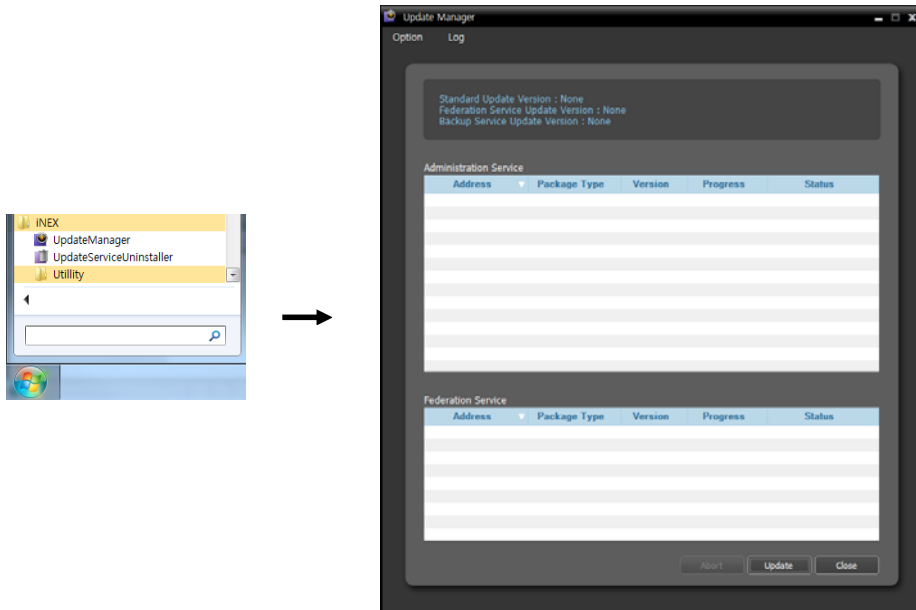 iNEX
UpdateManager
UpdateServiceUninstaller
Utillity
Update Manager
Option Log
Standard Update Version : None
Federation Service Update Version : None
Backup Service Update Version : None
Administration Service
Address Package Type Version Progress Status
Federation Service
Address Package Type Version Progress Status
Abort Update Close